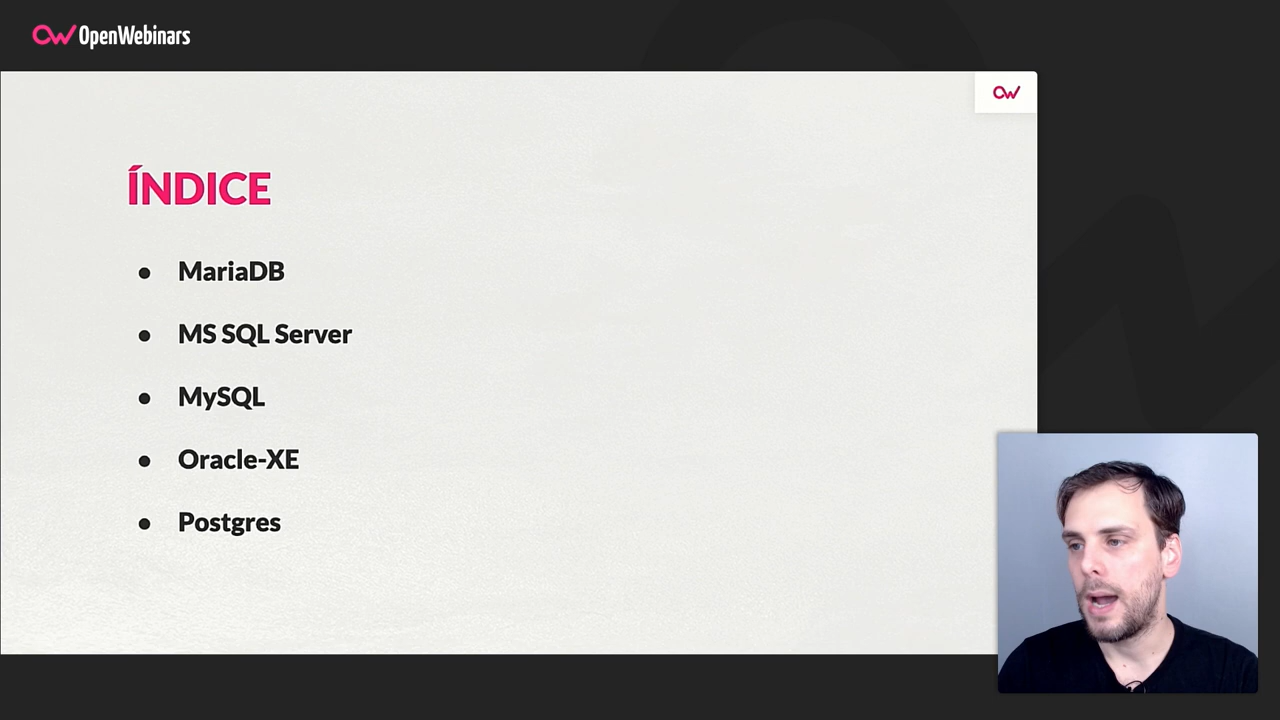 OpenWebinars
ÍNDICE
● MariaDB
● MS SQL Server
● MySQL
● Oracle-XE
● Postgres